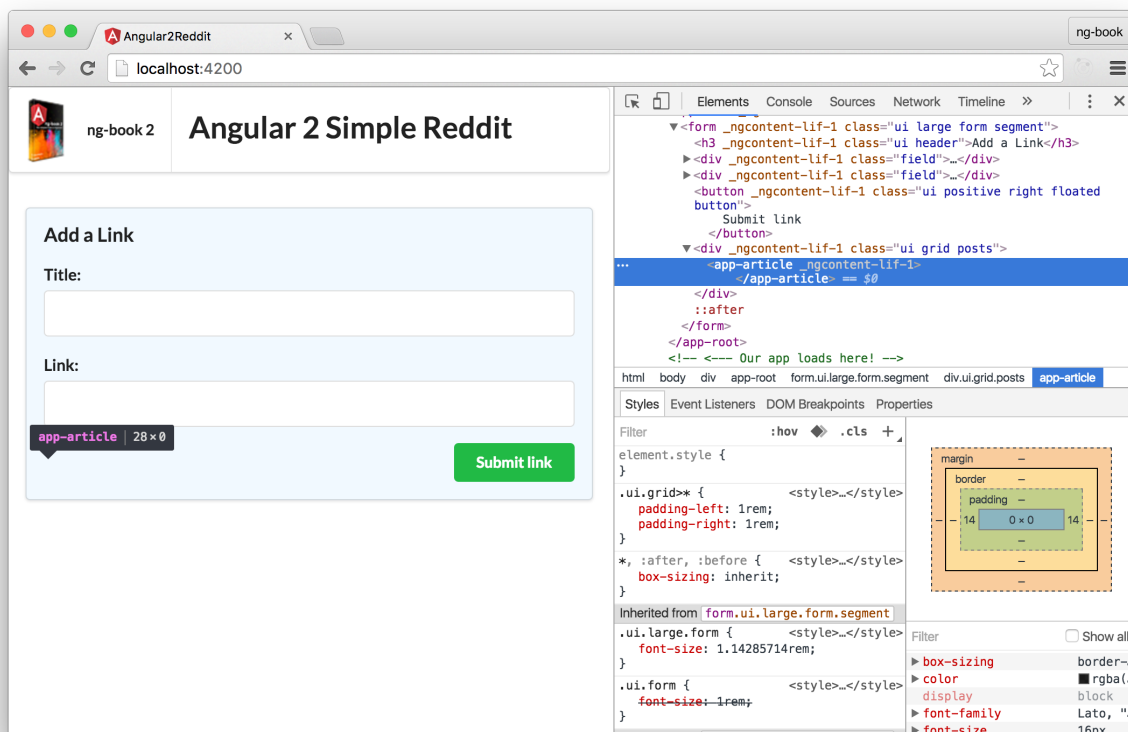 Angular2Reddit
ng-book
localhost:4200
ng-book 2
Angular 2 Simple Reddit
Add a Link
Title:
Link:
app-article | 28×0
Submit link
Elements Console Sources Network Timeline »
▼<form _ngcontent-lif-1 class="ui large form segment">
<h3 _ngcontent-lif-1 class="ui header">Add a Link</h3>
▶<div _ngcontent-lif-1 class="field">…</div>
▶<div _ngcontent-lif-1 class="field">…</div>
<button _ngcontent-lif-1 class="ui positive right floated
button">
Submit link
</button>
▼<div _ngcontent-lif-1 class="ui grid posts">
… <app-article _ngcontent-lif-1>
</app-article> == $0
</div>
::after
</form>
</app-root>
<!-- <--- Our app loads here! -->
html body div app-root form.ui.large.form.segment div.ui.grid.posts app-article
Styles Event Listeners DOM Breakpoints Properties
Filter :hov .cls +
element.style {
}
.ui.grid>* { <style>…</style>
padding-left: 1rem;
padding-right: 1rem;
}
*, :after, :before { <style>…</style>
box-sizing: inherit;
}
Inherited from form.ui.large.form.segment
.ui.large.form { <style>…</style>
font-size: 1.14285714rem;
}
.ui.form { <style>…</style>
font-size: 1rem;
}
margin –
border –
padding –
– – 14 0 × 0 14 – –
–
–
–
Filter Show all
▶ box-sizing border-
▶ color rgba(
display block
▶ font-family Lato, "
▶ font-size 16px